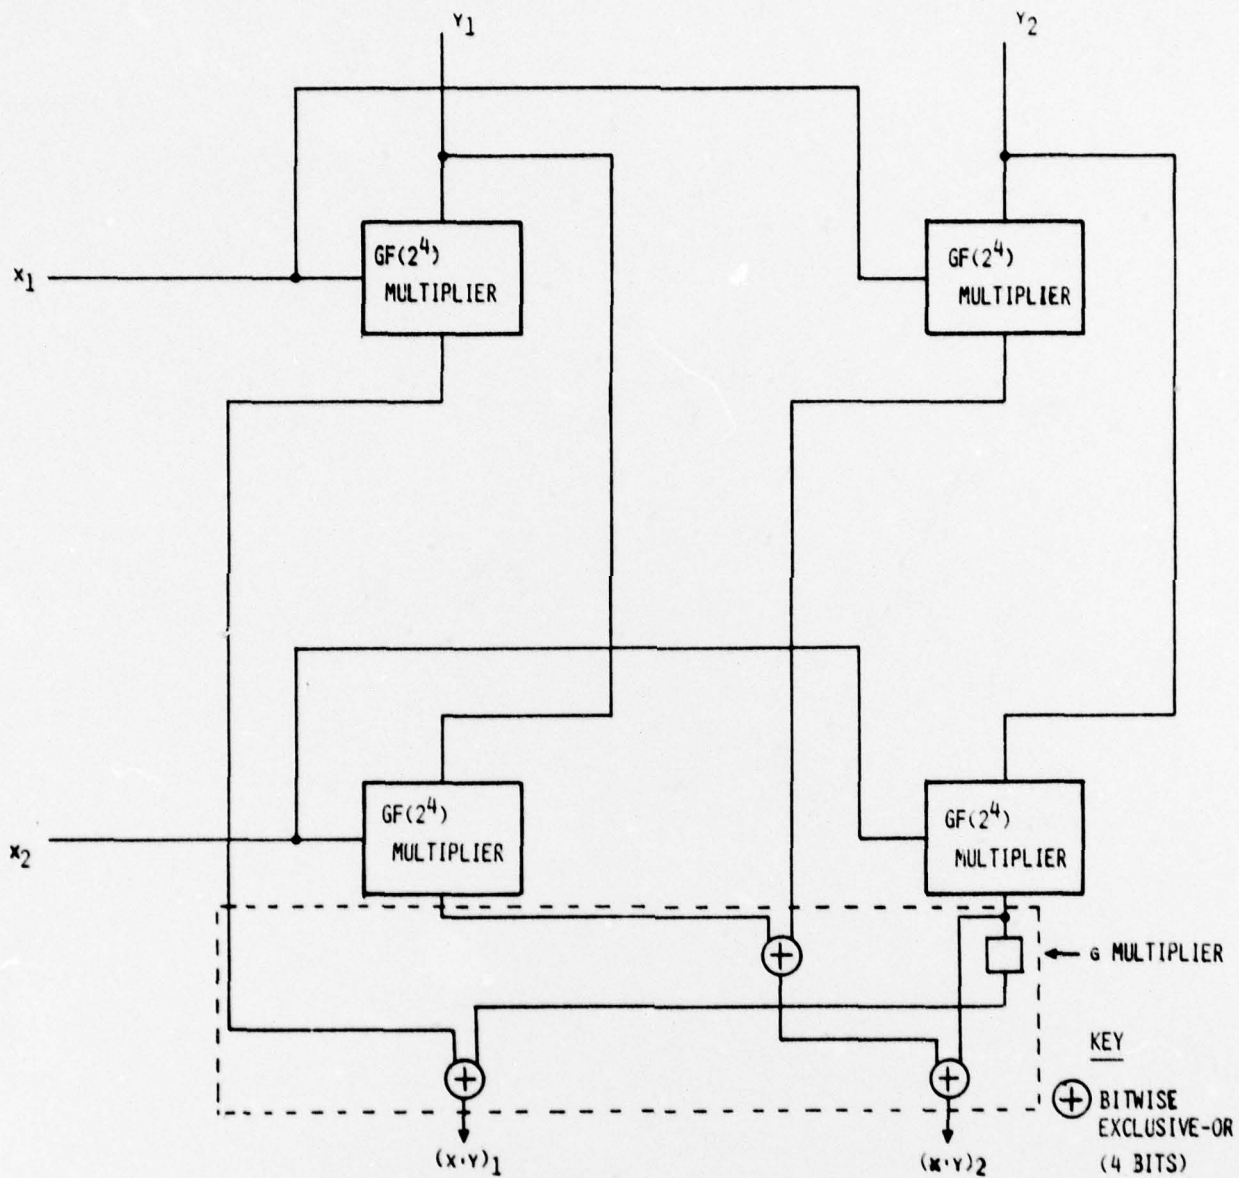 Y1
Y2
X1
GF(2^4)
MULTIPLIER
GF(2^4)
MULTIPLIER
X2
GF(2^4)
MULTIPLIER
GF(2^4)
MULTIPLIER
G MULTIPLIER
KEY
⊕ BITWISE
EXCLUSIVE-OR
(4 BITS)
(X·Y)1
(X·Y)2